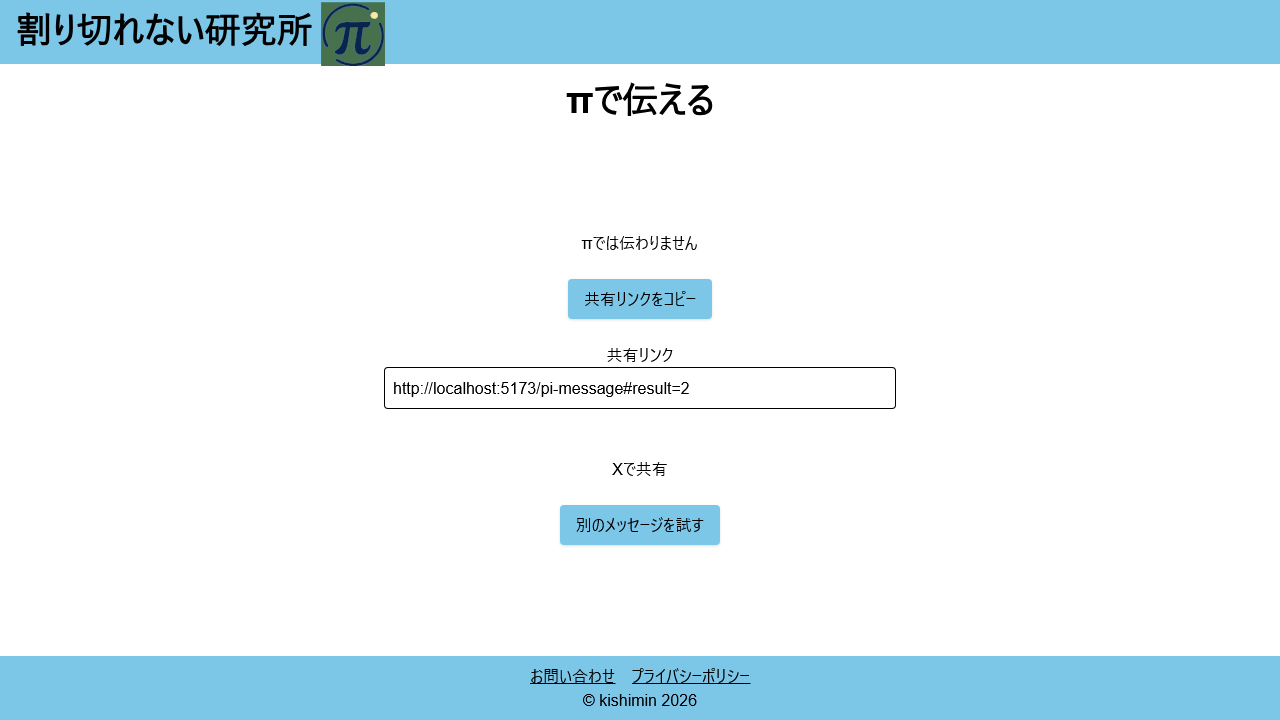 割り切れない研究所 π
πで伝える
πでは伝わりません
共有リンクをコピー
共有リンク
http://localhost:5173/pi-message#result=2
Xで共有
別のメッセージを試す
お問い合わせ プライバシーポリシー
© kishimin 2026